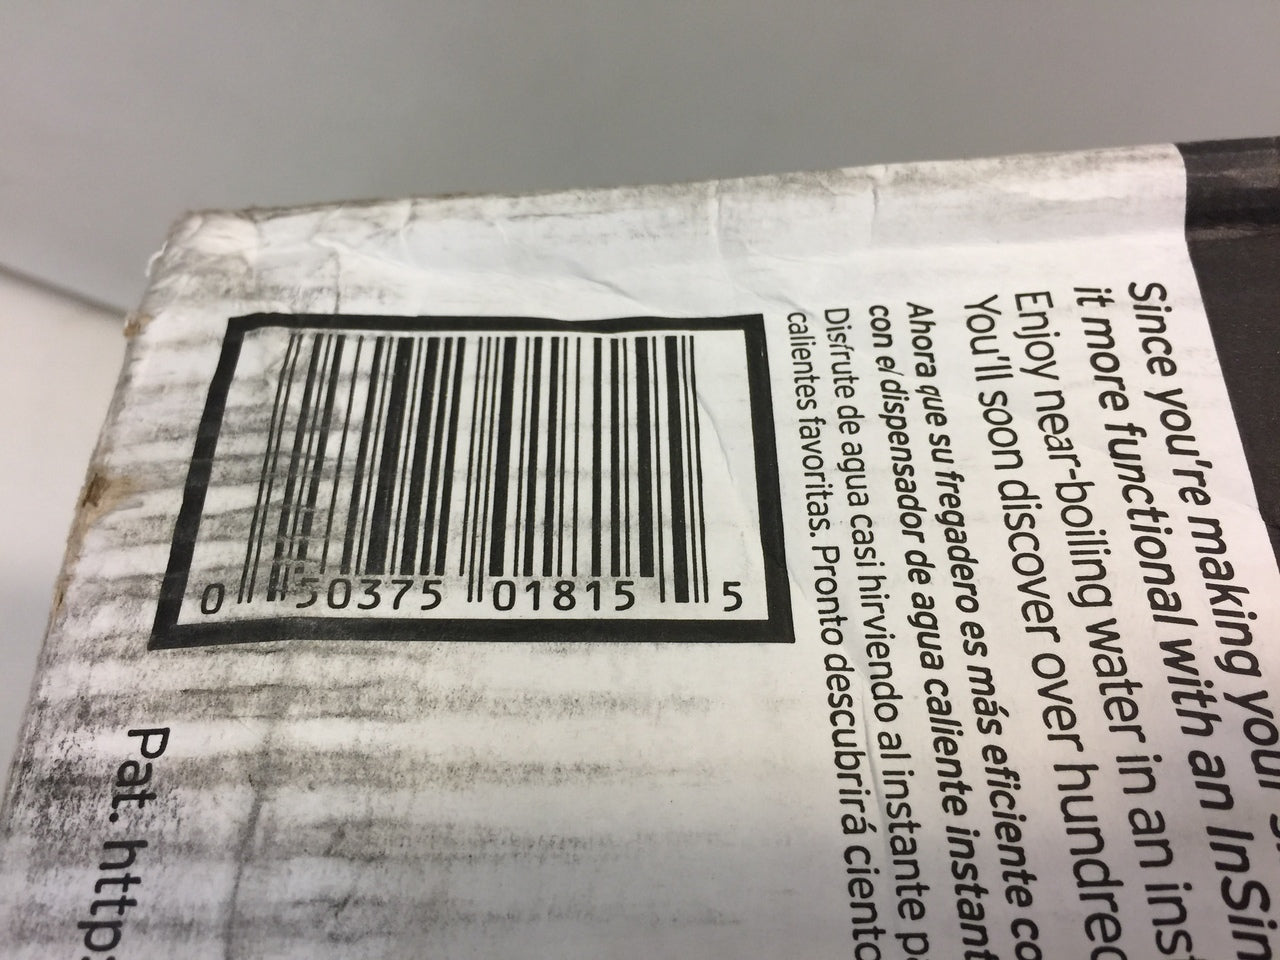 Since you're making your
it more functional with an InSin
Enjoy near-boiling water in an inst
You'll soon discover over hundred
Ahora que su fregadero es más eficiente co
con el dispensador de agua caliente instant
Disfrute de agua casi hirviendo al instante p
calientes favoritas. Pronto descubrirá ciento
0 50375 01815 5
Pat. http: